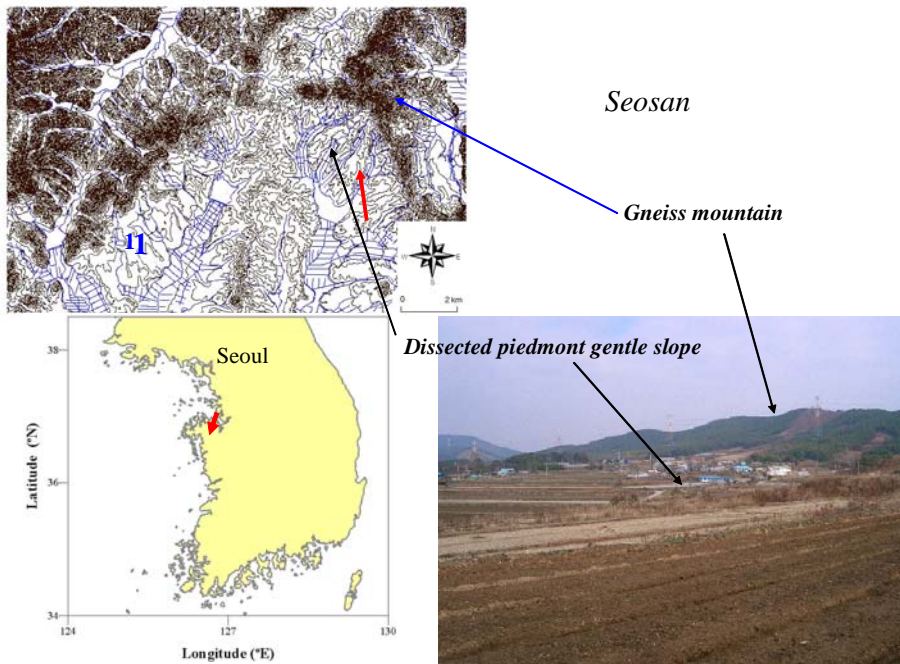 Seosan
Gneiss mountain
11
N
W E
S
0 2 km
Dissected piedmont gentle slope
Seoul
38
36
34
Latitude (°N)
124 127 130
Longitude (°E)